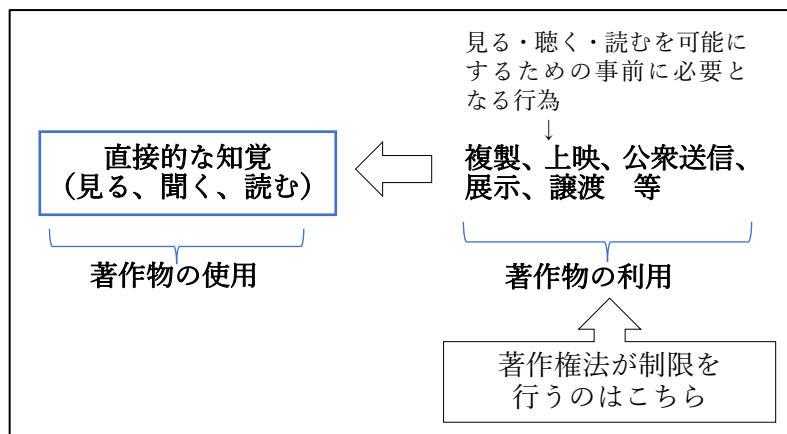 見る・聴く・読むを可能に
するための事前に必要と
なる行為
↓
直接的な知覚
（見る、聞く、読む）
複製、上映、公衆送信、
展示、譲渡　等
著作物の使用
著作物の利用
著作権法が制限を
行うのはこちら